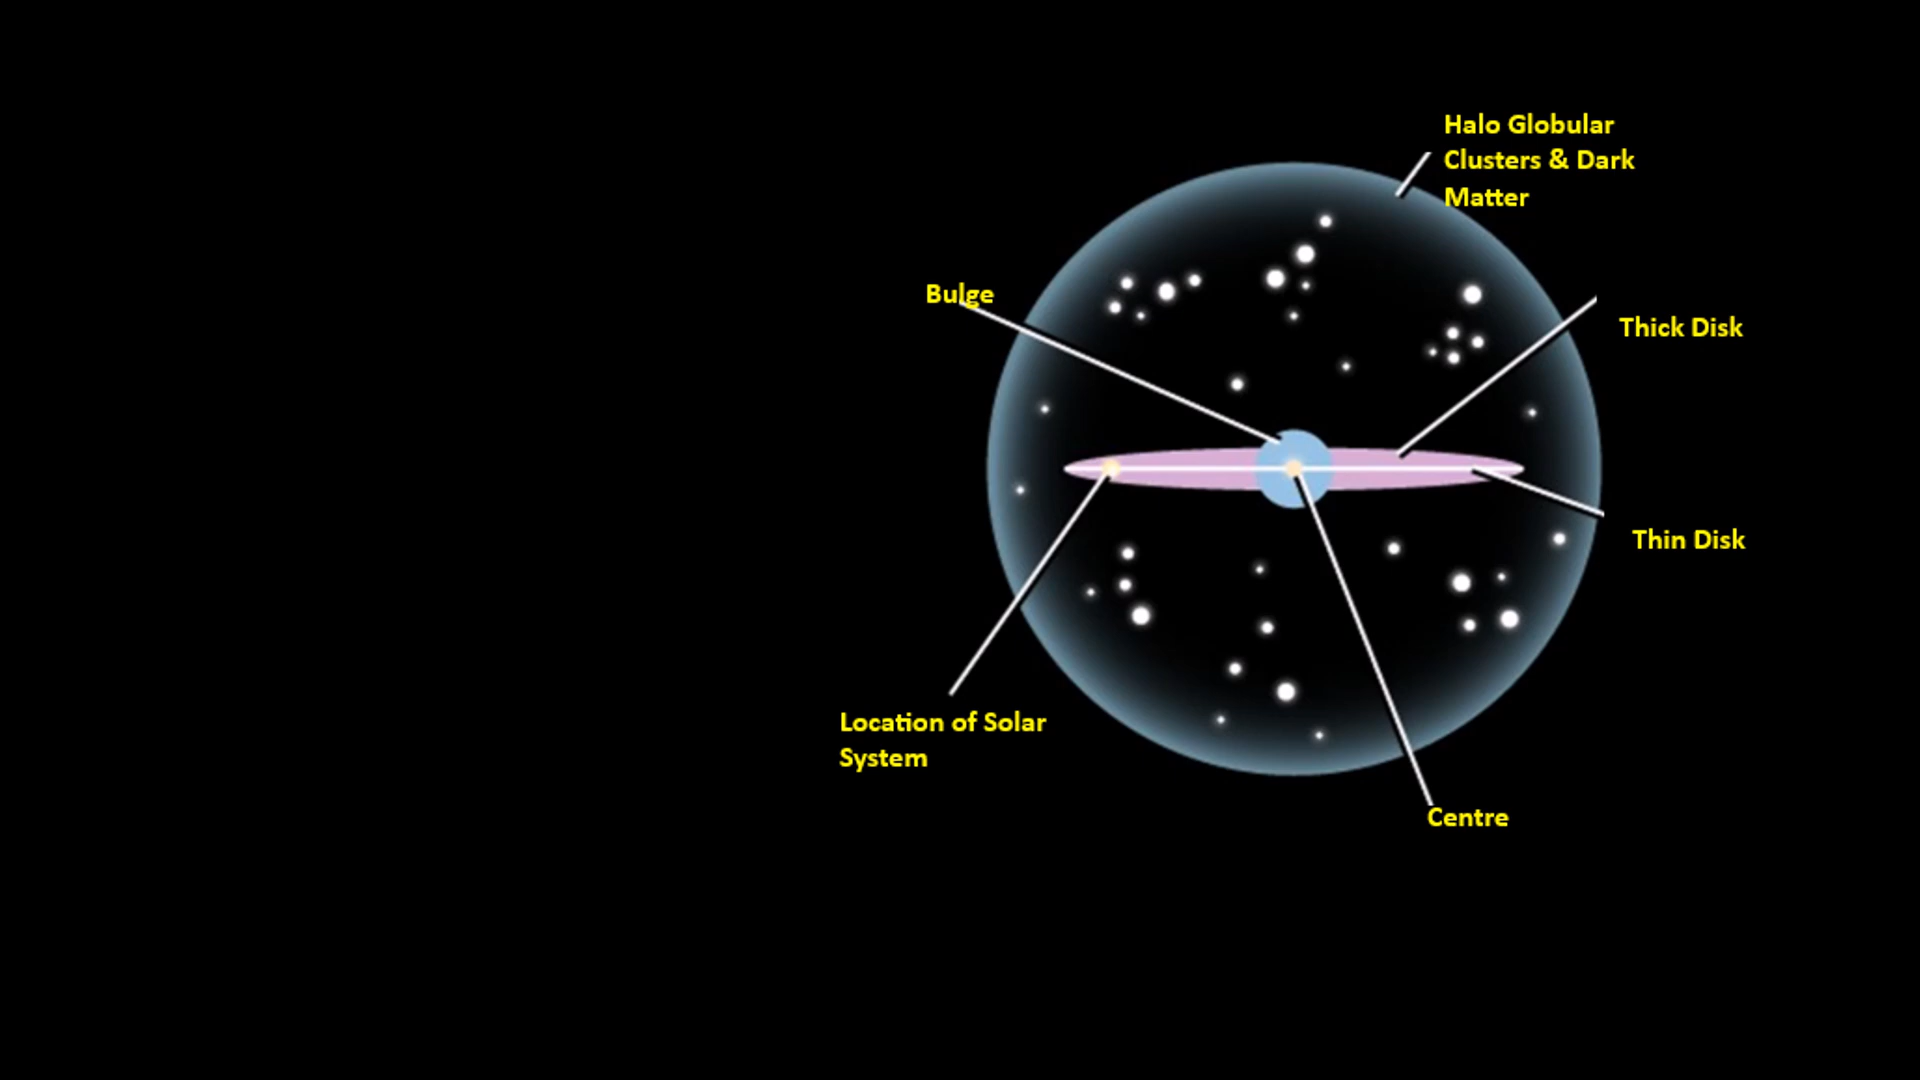 Halo Globular
Clusters & Dark
Matter
Bulge
Thick Disk
Thin Disk
Location of Solar
System
Centre